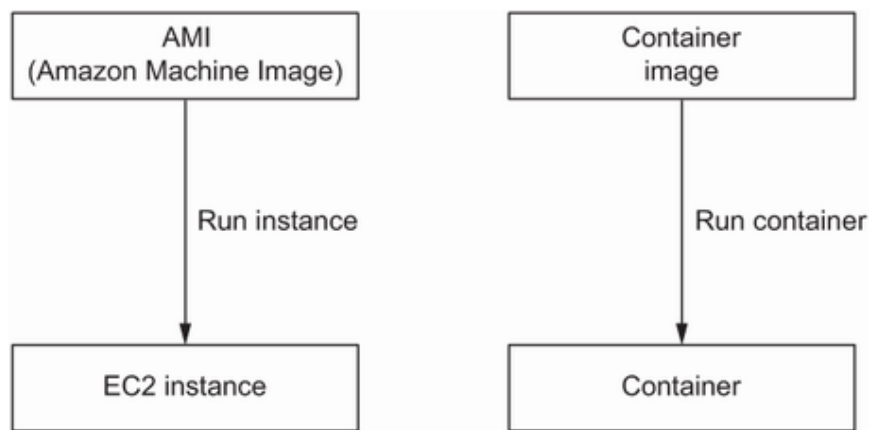 AMI
(Amazon Machine Image)
Container
image
Run instance
Run container
EC2 instance
Container